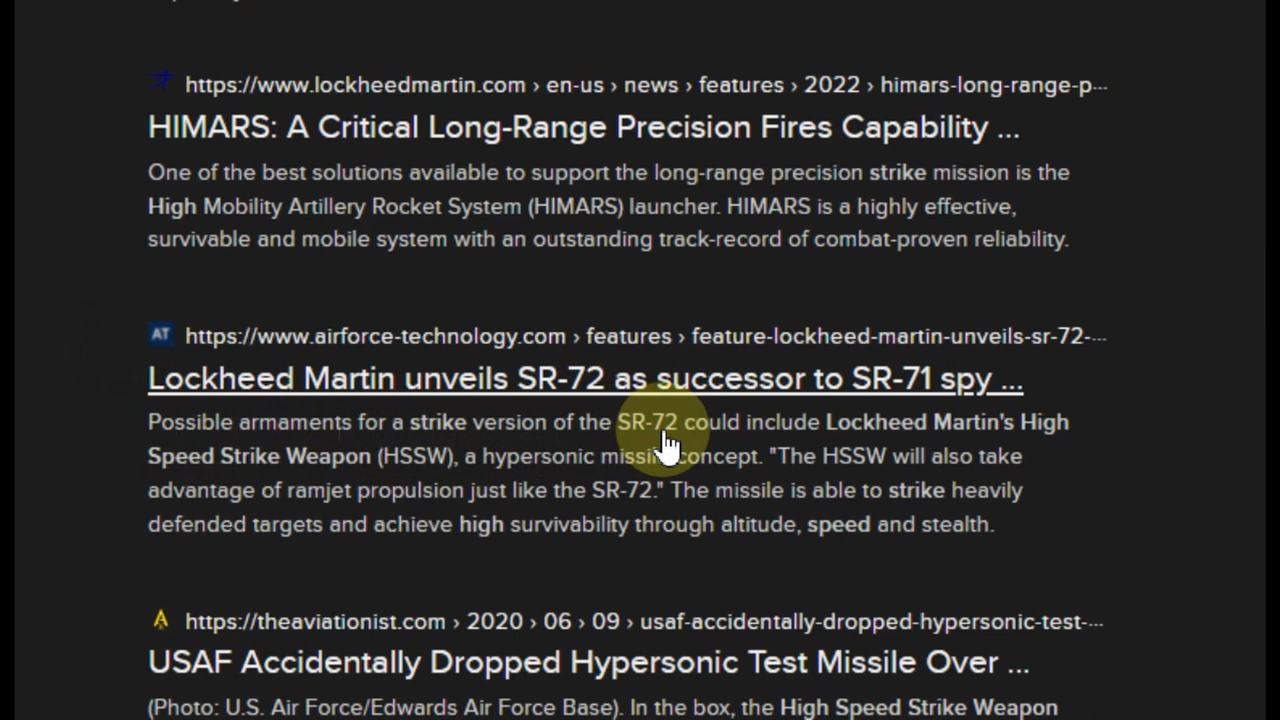 https://www.lockheedmartin.com › en-us › news › features › 2022 › himars-long-range-p...
HIMARS: A Critical Long-Range Precision Fires Capability ...
One of the best solutions available to support the long-range precision strike mission is the
High Mobility Artillery Rocket System (HIMARS) launcher. HIMARS is a highly effective,
survivable and mobile system with an outstanding track-record of combat-proven reliability.
AT
https://www.airforce-technology.com › features › feature-lockheed-martin-unveils-sr-72-...
Lockheed Martin unveils SR-72 as successor to SR-71 spy ...
Possible armaments for a strike version of the SR-72 could include Lockheed Martin's High
Speed Strike Weapon (HSSW), a hypersonic missile concept. "The HSSW will also take
advantage of ramjet propulsion just like the SR-72." The missile is able to strike heavily
defended targets and achieve high survivability through altitude, speed and stealth.
https://theaviationist.com › 2020 › 06 › 09 › usaf-accidentally-dropped-hypersonic-test-...
USAF Accidentally Dropped Hypersonic Test Missile Over ...
(Photo: U.S. Air Force/Edwards Air Force Base). In the box, the High Speed Strike Weapon